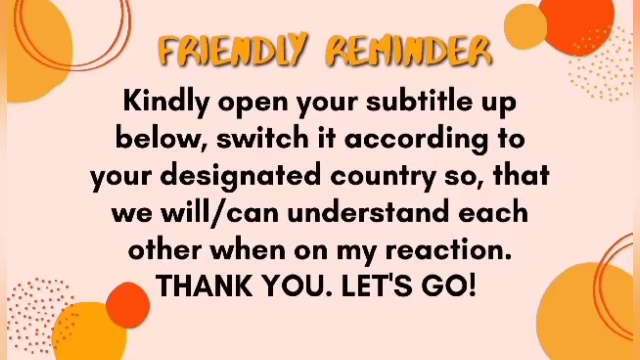 FRIENDLY REMINDER
Kindly open your subtitle up
below, switch it according to
your designated country so, that
we will/can understand each
other when on my reaction.
THANK YOU. LET'S GO!